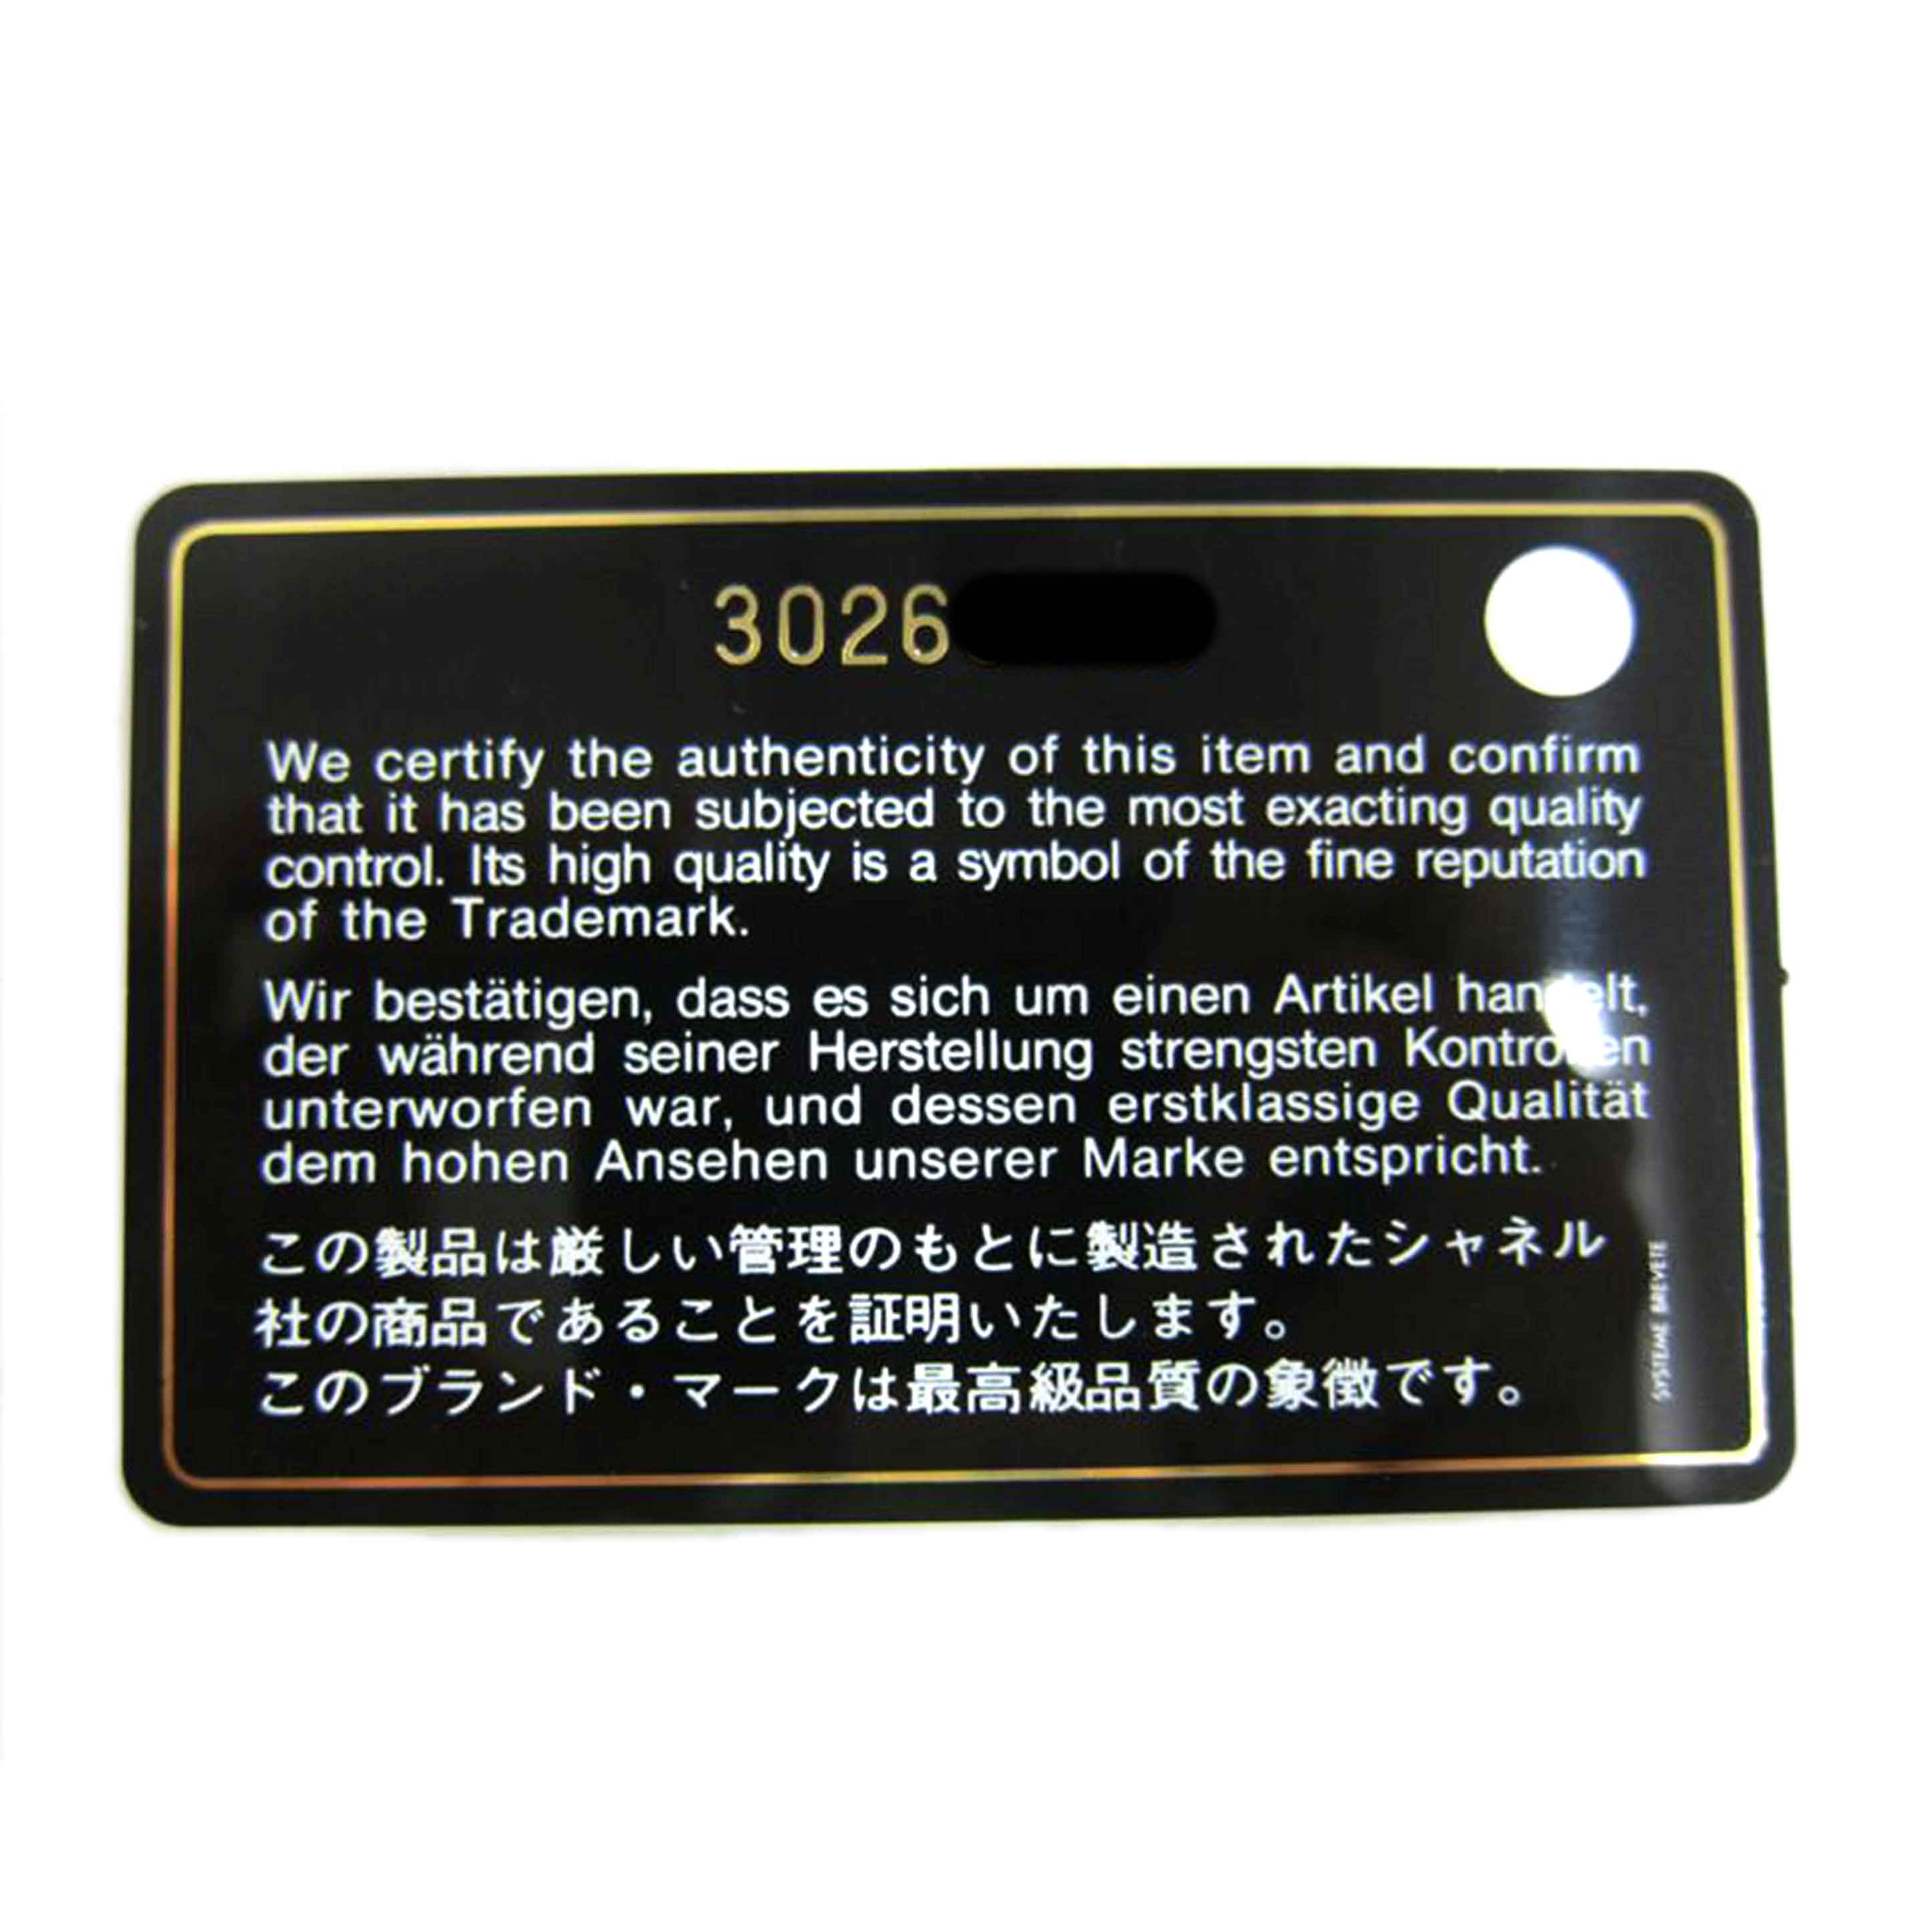 3026
We certify the authenticity of this item and confirm
that it has been subjected to the most exacting quality
control. Its high quality is a symbol of the fine reputation
of the Trademark.
Wir bestätigen, dass es sich um einen Artikel handelt,
der während seiner Herstellung strengsten Kontrollen
unterworfen war, und dessen erstklassige Qualität
dem hohen Ansehen unserer Marke entspricht.
この製品は厳しい管理のもとに製造されたシャネル
社の商品であることを証明いたします。
このブランド・マークは最高級品質の象徴です。
SYSTEME BREVETE